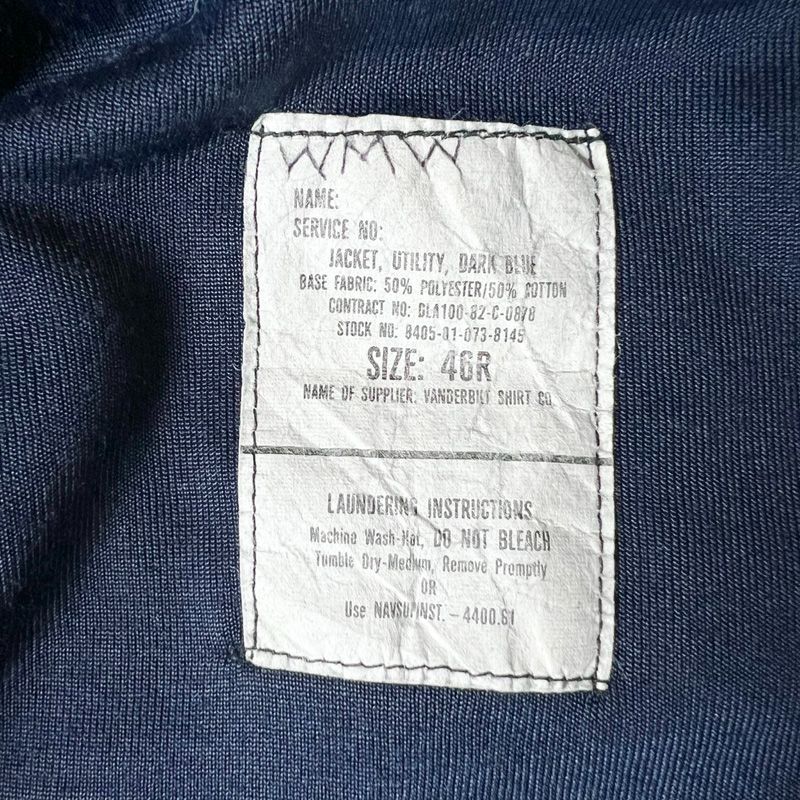 WMW
NAME:
SERVICE NO:
JACKET, UTILITY, DARK BLUE
BASE FABRIC: 50% POLYESTER/50% COTTON
CONTRACT NO: DLA100-82-C-0878
STOCK NO: 8405-01-073-8145
SIZE: 46R
NAME OF SUPPLIER: VANDERBILT SHIRT CO.
LAUNDERING INSTRUCTIONS
Machine Wash-Hot, DO NOT BLEACH
Tumble Dry-Medium, Remove Promptly
OR
Use NAVSUPINST. - 4400.61